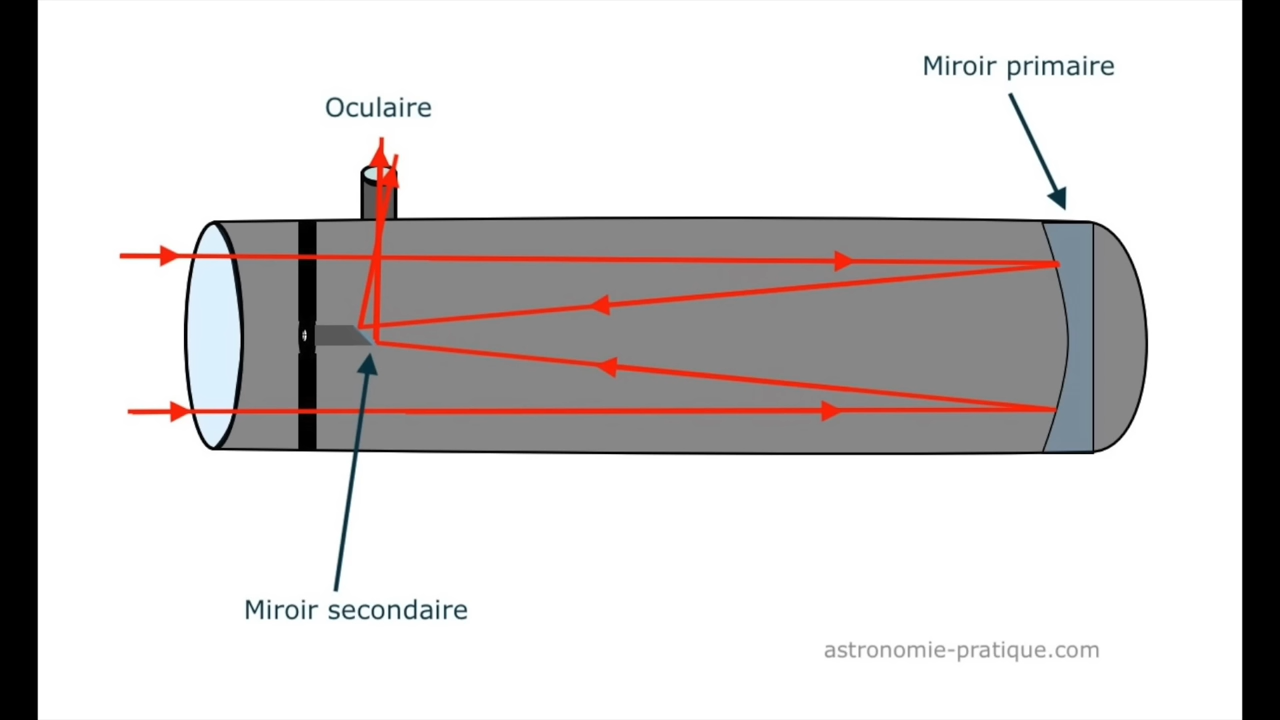 Miroir primaire
Oculaire
Miroir secondaire
astronomie-pratique.com